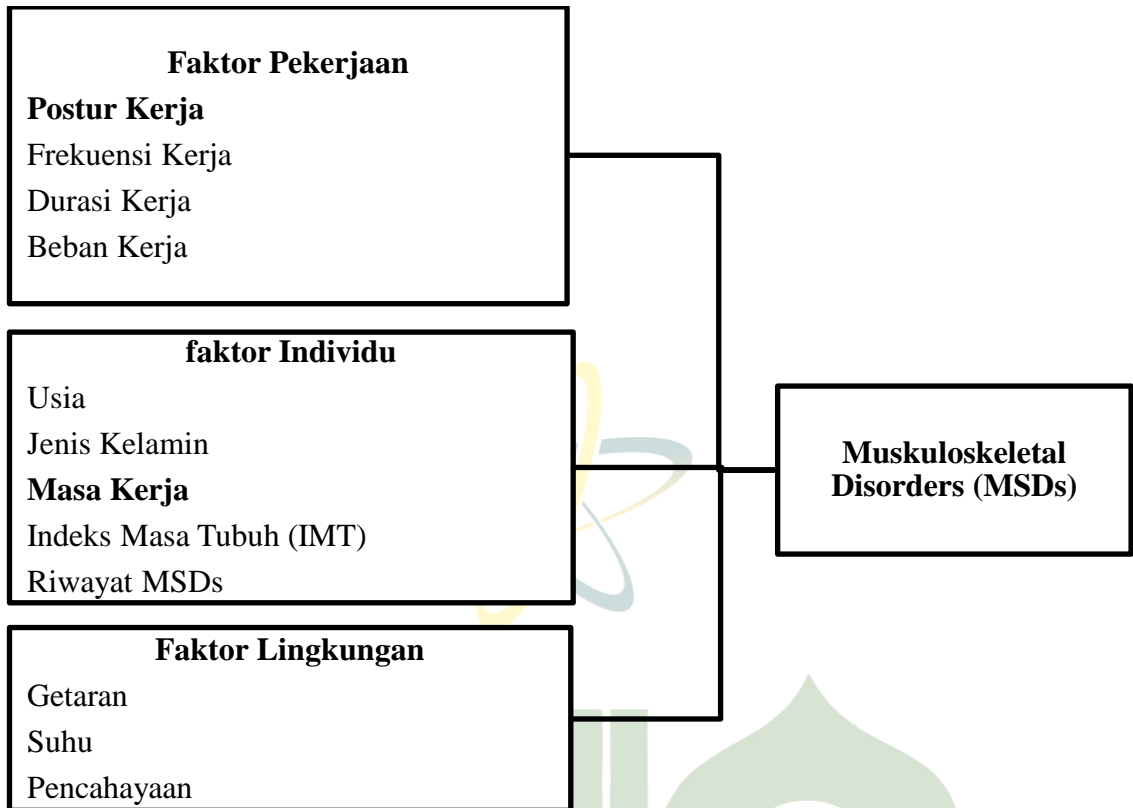 Faktor Pekerjaan
Postur Kerja
Frekuensi Kerja
Durasi Kerja
Beban Kerja
faktor Individu
Usia
Jenis Kelamin
Masa Kerja
Indeks Masa Tubuh (IMT)
Riwayat MSDs
Faktor Lingkungan
Getaran
Suhu
Pencahayaan
Muskuloskeletal
Disorders (MSDs)